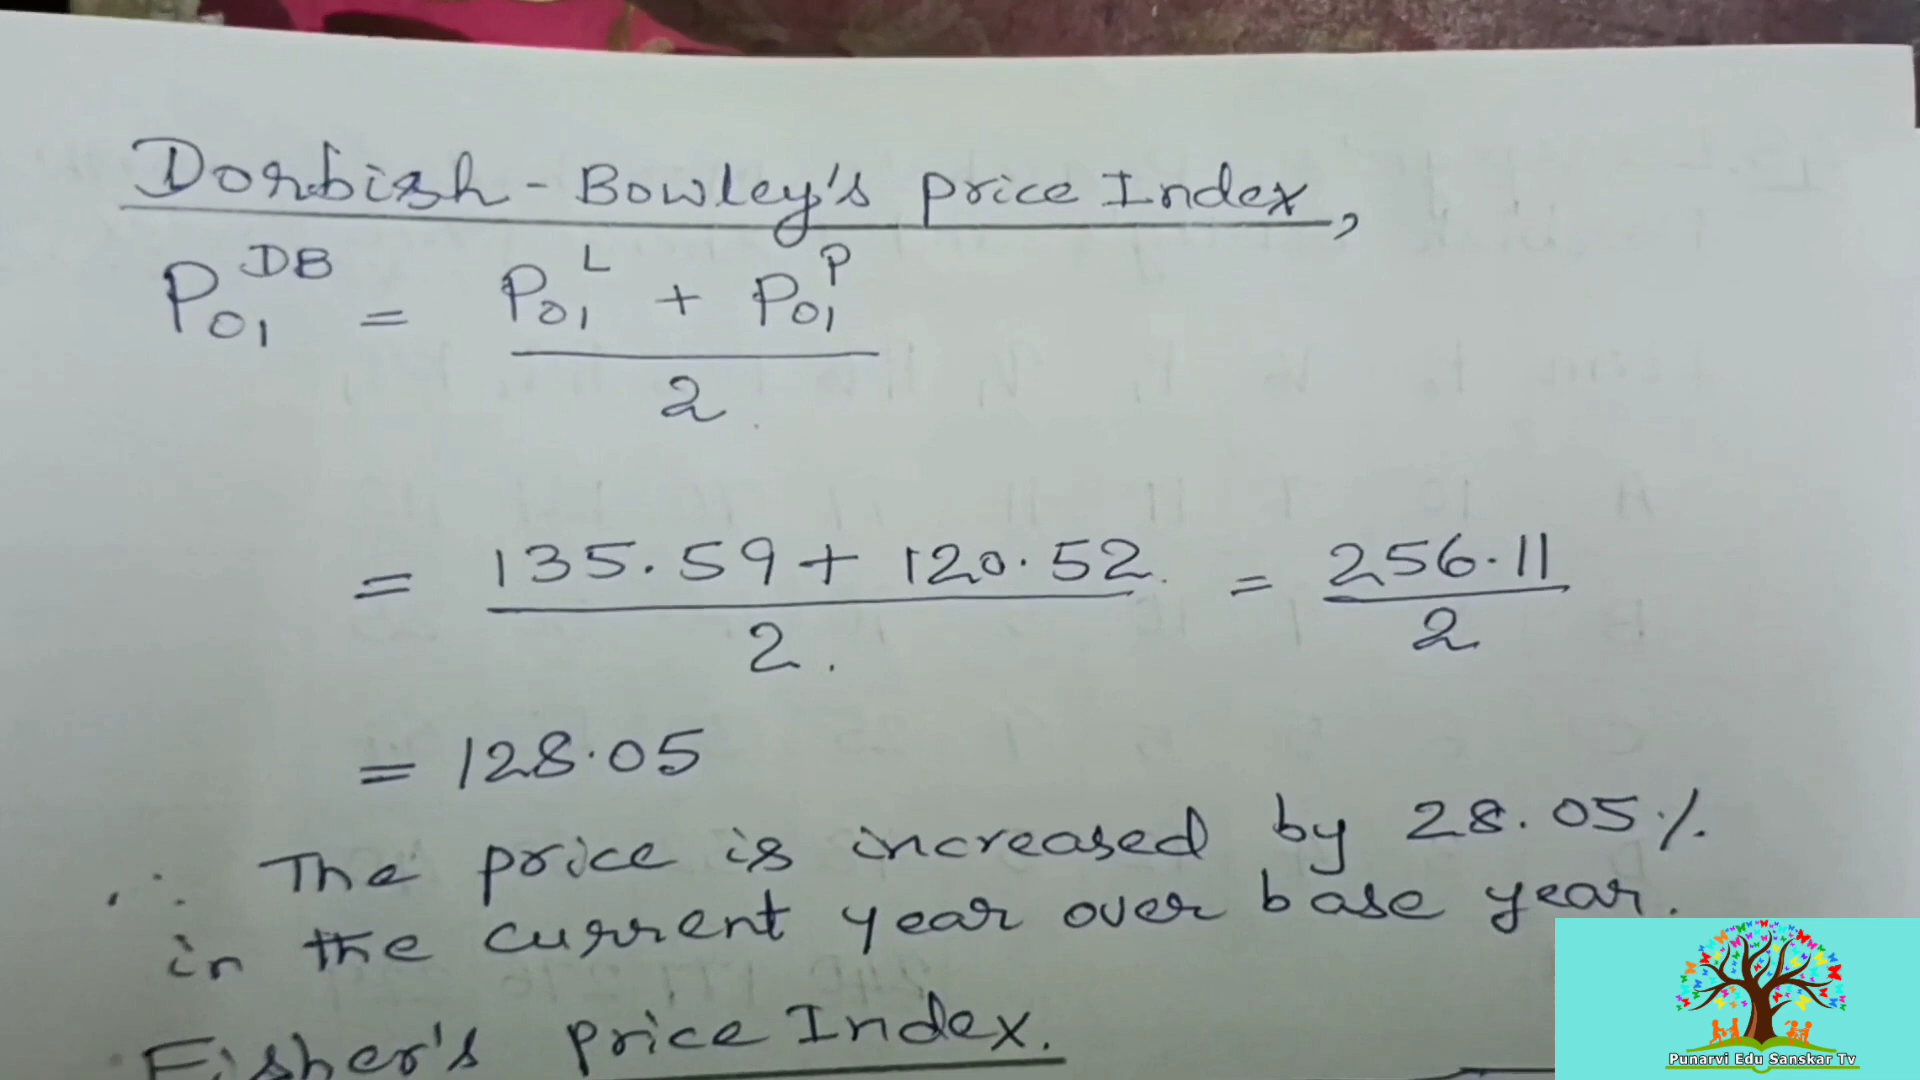 Dorbish - Bowley's price Index,
P₀₁ᴰᴮ = P₀₁ᴸ + P₀₁ᴾ
2
= 135.59 + 120.52 = 256.11
2. 2
= 128.05
∴ The price is increased by 28.05%
in the current year over base year.
Fisher's price Index.
Punarvi Edu Sanskar Tv